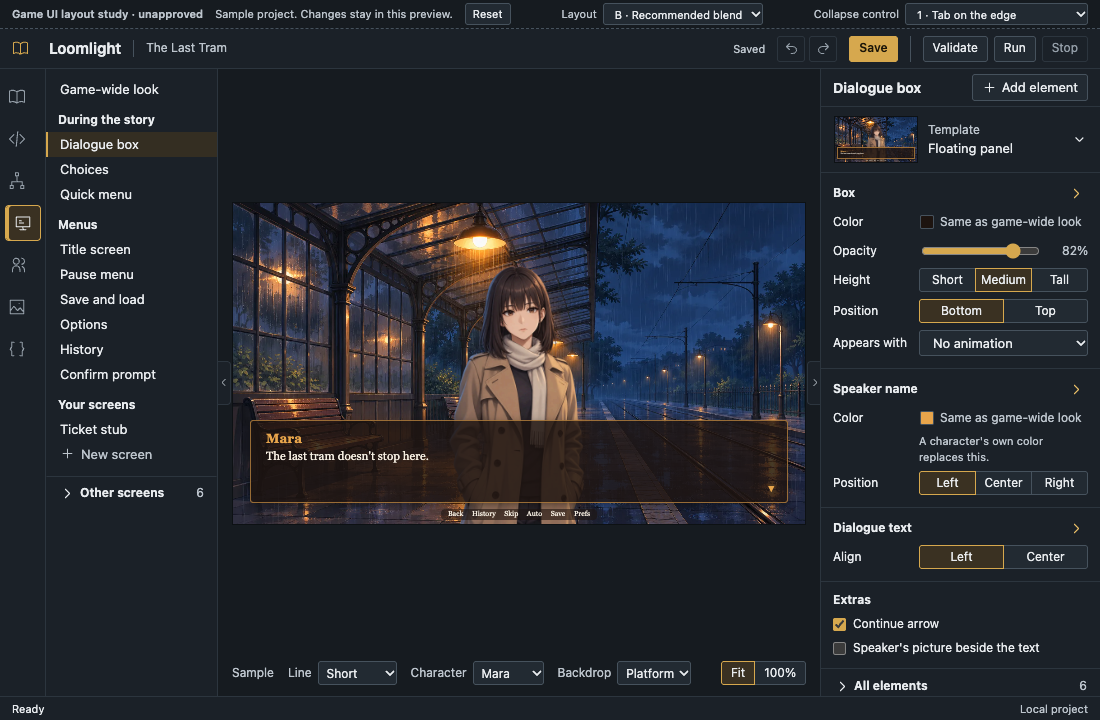 Game UI layout study · unapproved Sample project. Changes stay in this preview. Reset Layout B · Recommended blend Collapse control 1 · Tab on the edge
Loomlight The Last Tram Saved Save Validate Run Stop
Game-wide look
During the story
Dialogue box
Choices
Quick menu
Menus
Title screen
Pause menu
Save and load
Options
History
Confirm prompt
Your screens
Ticket stub
New screen
Other screens 6
Mara
The last tram doesn't stop here.
Back History Skip Auto Save Prefs
Sample Line Short Character Mara Backdrop Platform Fit 100%
Dialogue box Add element
Template
Floating panel
Box
Color Same as game-wide look
Opacity 82%
Height Short Medium Tall
Position Bottom Top
Appears with No animation
Speaker name
Color Same as game-wide look
A character's own color
replaces this.
Position Left Center Right
Dialogue text
Align Left Center
Extras
Continue arrow
Speaker's picture beside the text
All elements 6
Ready Local project